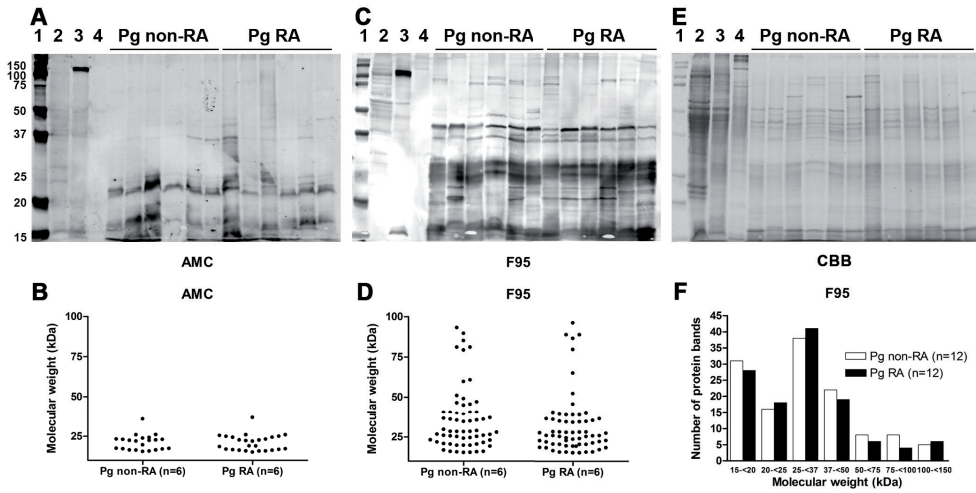 A
1 2 3 4 Pg non-RA Pg RA
150
100
75
50
37
25
20
15
AMC
C
1 2 3 4 Pg non-RA Pg RA
F95
E
1 2 3 4 Pg non-RA Pg RA
CBB
B
AMC
Molecular weight (kDa)
100
75
50
25
Pg non-RA (n=6) Pg RA (n=6)
D
F95
Molecular weight (kDa)
100
75
50
25
Pg non-RA (n=6) Pg RA (n=6)
F
F95
Number of protein bands
45
40
35
30
25
20
15
10
5
0
Pg non-RA (n=12)
Pg RA (n=12)
15-<20 20-<25 25-<37 37-<50 50-<75 75-<100 100-<150
Molecular weight (kDa)